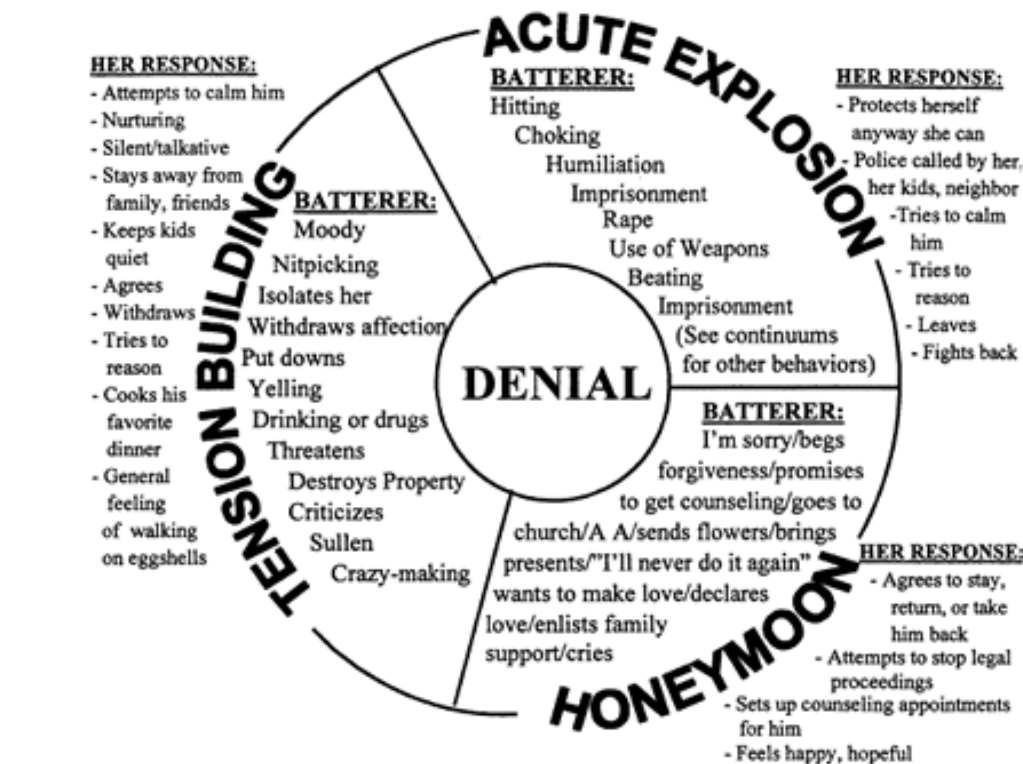 ACUTE EXPLOSION
BATTERER:
Hitting
Choking
Humiliation
Imprisonment
Rape
Use of Weapons
Beating
Imprisonment
(See continuums
for other behaviors)
HER RESPONSE:
- Protects herself
anyway she can
- Police called by her,
her kids, neighbor
-Tries to calm
him
- Tries to
reason
- Leaves
- Fights back
HER RESPONSE:
- Attempts to calm him
- Nurturing
- Silent/talkative
- Stays away from
family, friends
- Keeps kids
quiet
- Agrees
- Withdraws
- Tries to
reason
- Cooks his
favorite
dinner
- General
feeling
of walking
on eggshells
TENSION BUILDING
BATTERER:
Moody
Nitpicking
Isolates her
Withdraws affection
Put downs
Yelling
Drinking or drugs
Threatens
Destroys Property
Criticizes
Sullen
Crazy-making
DENIAL
BATTERER:
I'm sorry/begs
forgiveness/promises
to get counseling/goes to
church/A A/sends flowers/brings
presents/"I'll never do it again"
wants to make love/declares
love/enlists family
support/cries
HONEYMOON
HER RESPONSE:
- Agrees to stay,
return, or take
him back
- Attempts to stop legal
proceedings
- Sets up counseling appointments
for him
- Feels happy, hopeful